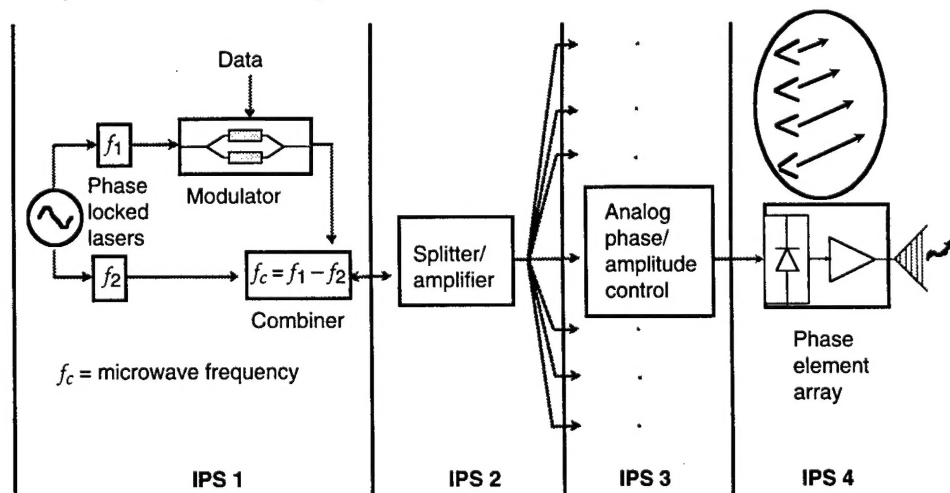 Data
f1
Phase
locked
lasers
Modulator
f2
fc = f1 − f2
Combiner
fc = microwave frequency
IPS 1
Splitter/
amplifier
IPS 2
Analog
phase/
amplitude
control
IPS 3
Phase
element
array
IPS 4